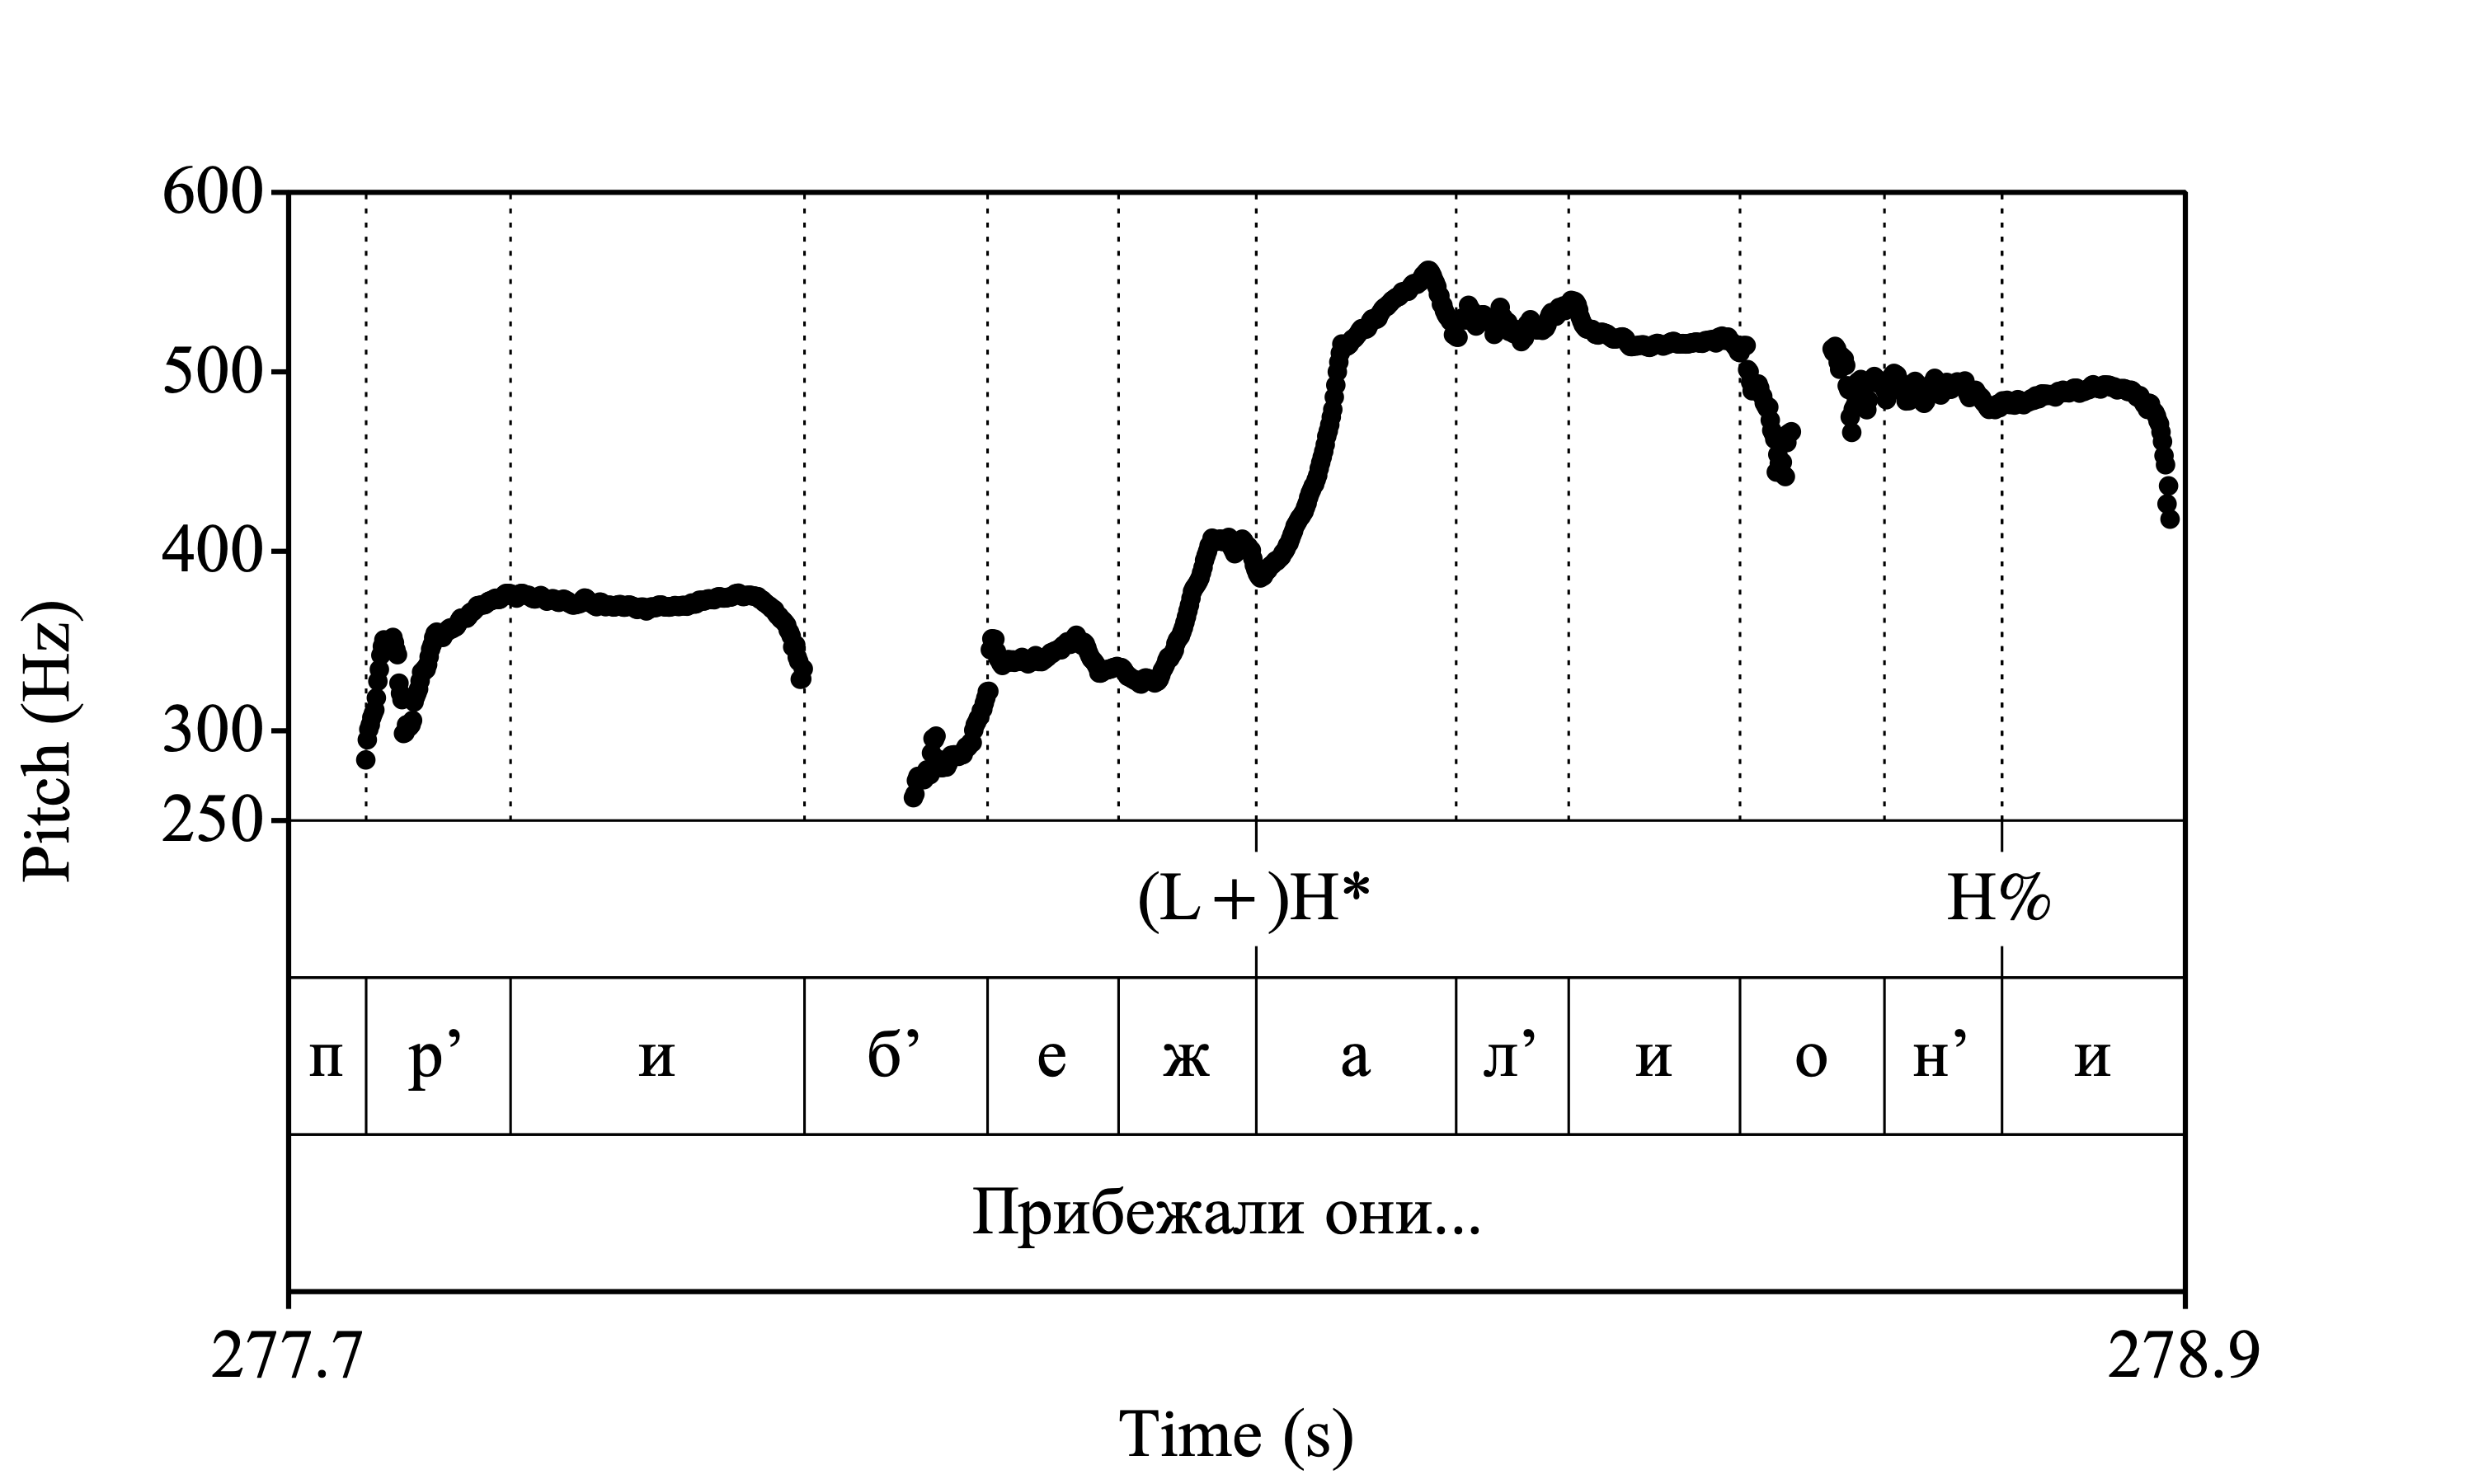 600
500
400
300
250
Pitch (Hz)
(L+)H* H%
п р’ и б’ е ж а л’ и о н’ и
Прибежали они...
277.7 278.9
Time (s)